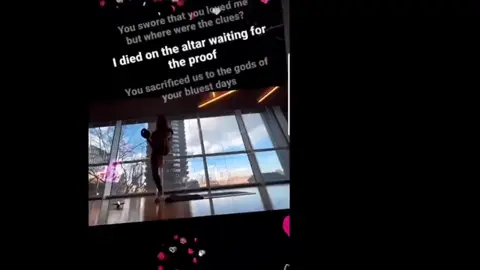 You swore that you loved me
but where were the clues?
I died on the altar waiting for
the proof
You sacrificed us to the gods of
your bluest days